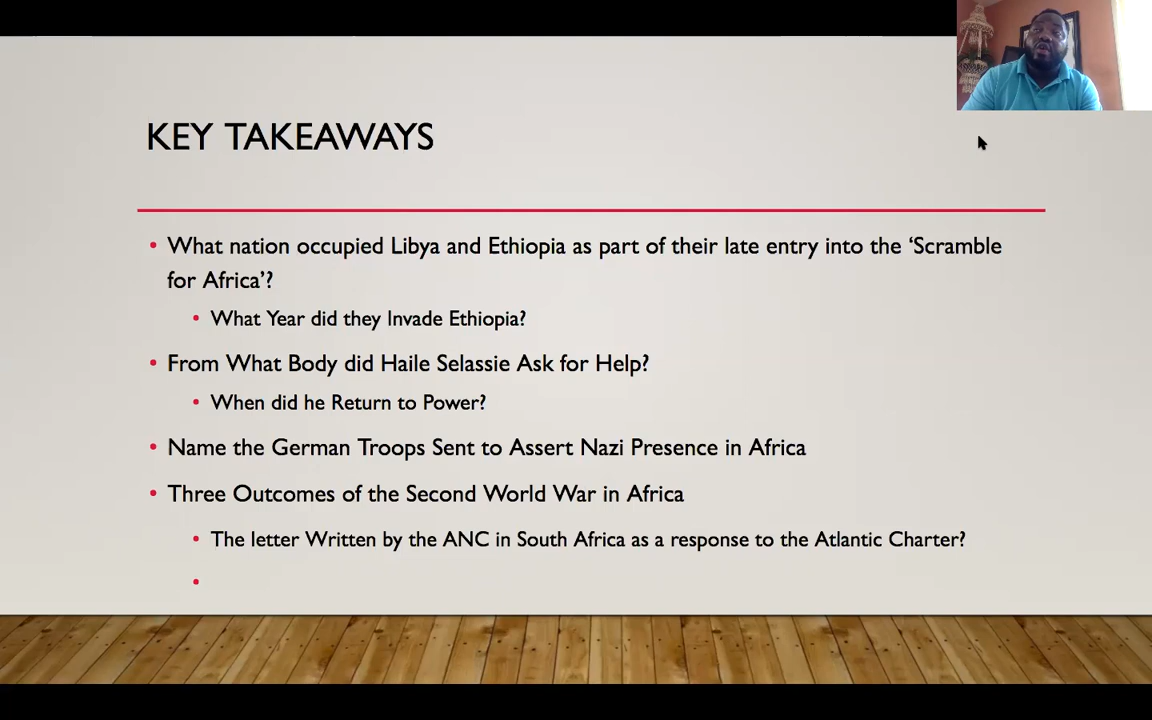 KEY TAKEAWAYS
• What nation occupied Libya and Ethiopia as part of their late entry into the ‘Scramble
for Africa’?
• What Year did they Invade Ethiopia?
• From What Body did Haile Selassie Ask for Help?
• When did he Return to Power?
• Name the German Troops Sent to Assert Nazi Presence in Africa
• Three Outcomes of the Second World War in Africa
• The letter Written by the ANC in South Africa as a response to the Atlantic Charter?
•